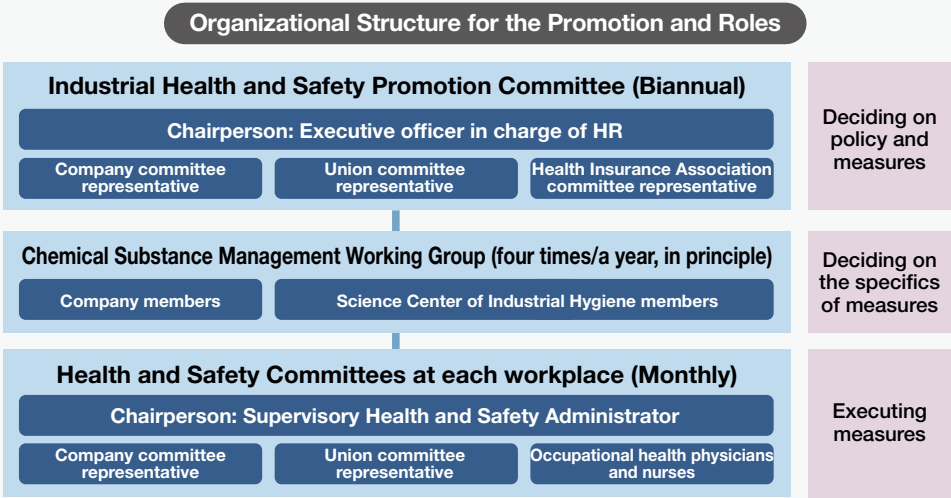 Organizational Structure for the Promotion and Roles
Industrial Health and Safety Promotion Committee (Biannual)
Chairperson: Executive officer in charge of HR
Company committee
representative
Union committee
representative
Health Insurance Association
committee representative
Deciding on
policy and
measures
Chemical Substance Management Working Group (four times/a year, in principle)
Company members
Science Center of Industrial Hygiene members
Deciding on
the specifics
of measures
Health and Safety Committees at each workplace (Monthly)
Chairperson: Supervisory Health and Safety Administrator
Company committee
representative
Union committee
representative
Occupational health physicians
and nurses
Executing
measures